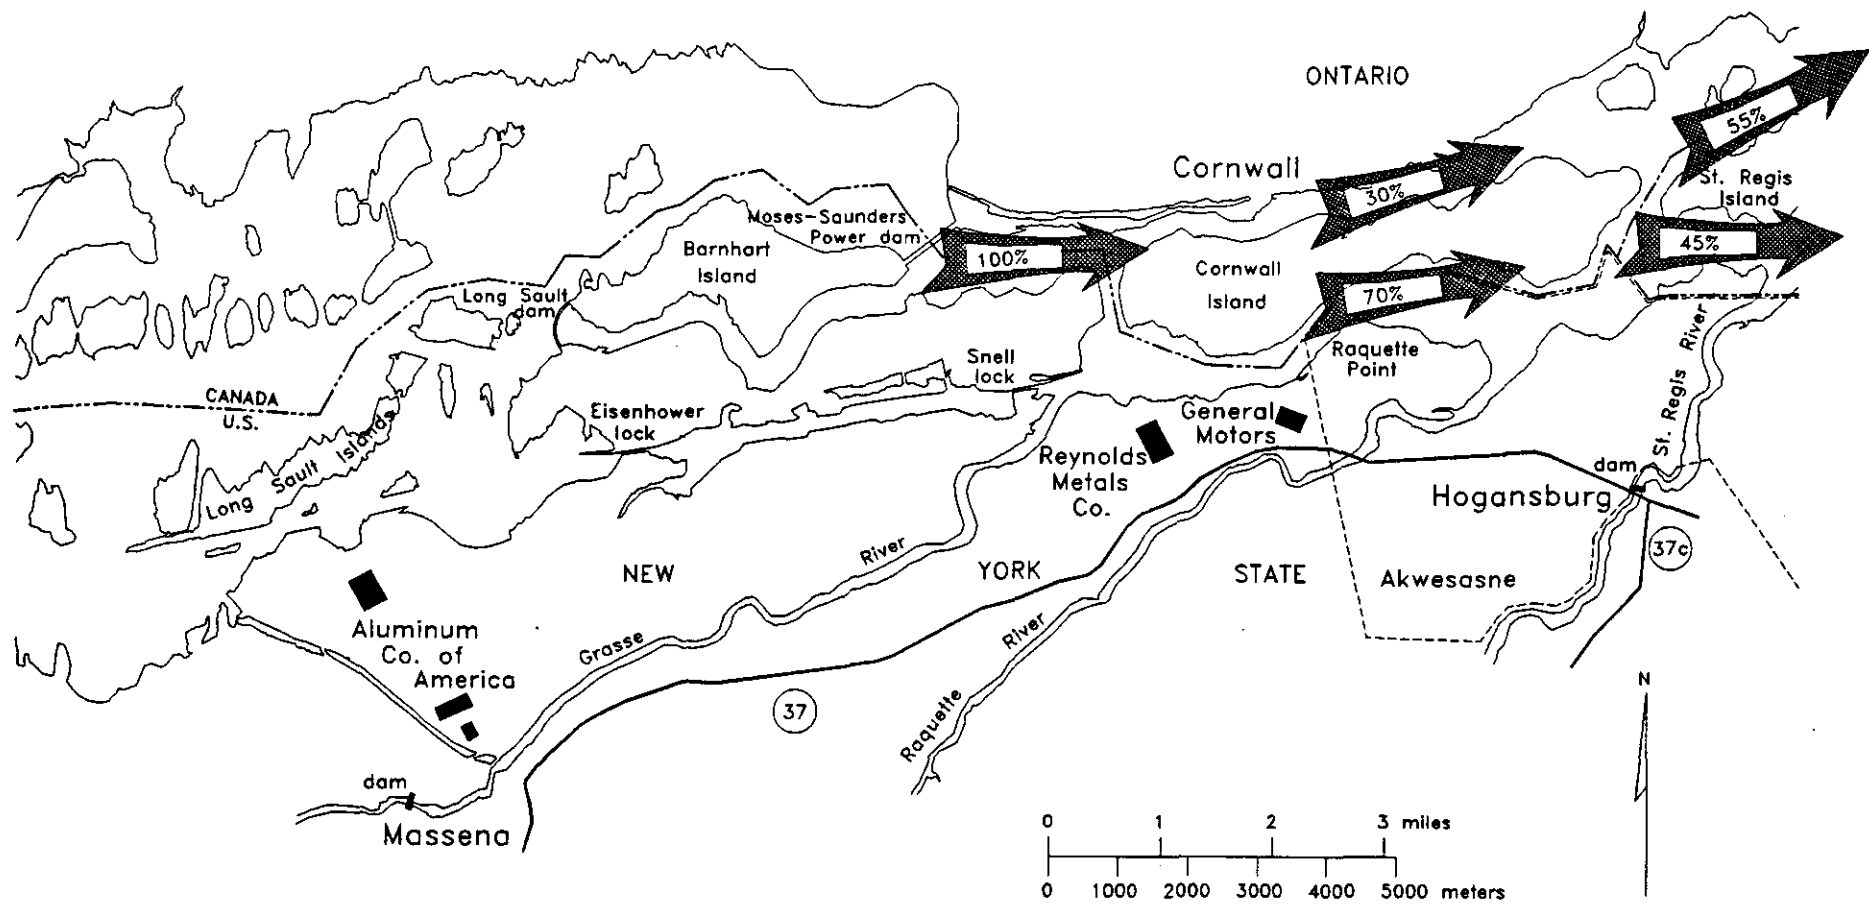 ONTARIO
55%
Cornwall
30%
St. Regis
Island
Moses-Saunders
Power dam
45%
Barnhart
Island
100%
Cornwall
Island
70%
Long Sault
dam
St. Regis River
Raquette
Point
Snell
lock
CANADA
U.S.
Eisenhower
lock
General
Motors
Long Sault Islands
Reynolds
Metals
Co.
dam
Hogansburg
37c
NEW YORK STATE
Akwesasne
Aluminum
Co. of
America
Grasse River
Raquette River
37
N
dam
Massena
0 1 2 3 miles
0 1000 2000 3000 4000 5000 meters